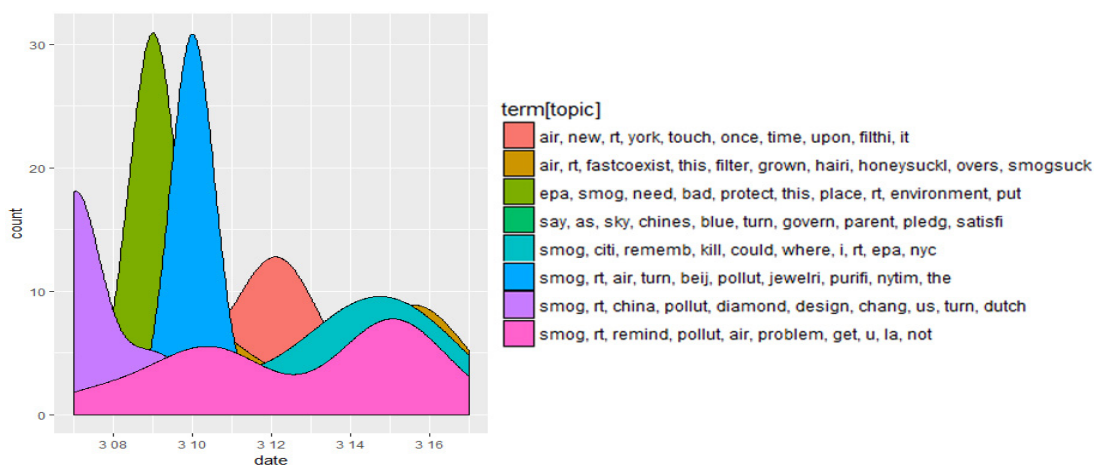 term[topic]
air, new, rt, york, touch, once, time, upon, filthi, it
air, rt, fastcoexist, this, filter, grown, hairi, honeysuckl, overs, smogsuck
epa, smog, need, bad, protect, this, place, rt, environment, put
say, as, sky, chines, blue, turn, govern, parent, pledg, satisfi
smog, citi, rememb, kill, could, where, i, rt, epa, nyc
smog, rt, air, turn, beij, pollut, jewelri, purifi, nytim, the
smog, rt, china, pollut, diamond, design, chang, us, turn, dutch
smog, rt, remind, pollut, air, problem, get, u, la, not
count
30
20
10
0
3 08 3 10 3 12 3 14 3 16
date